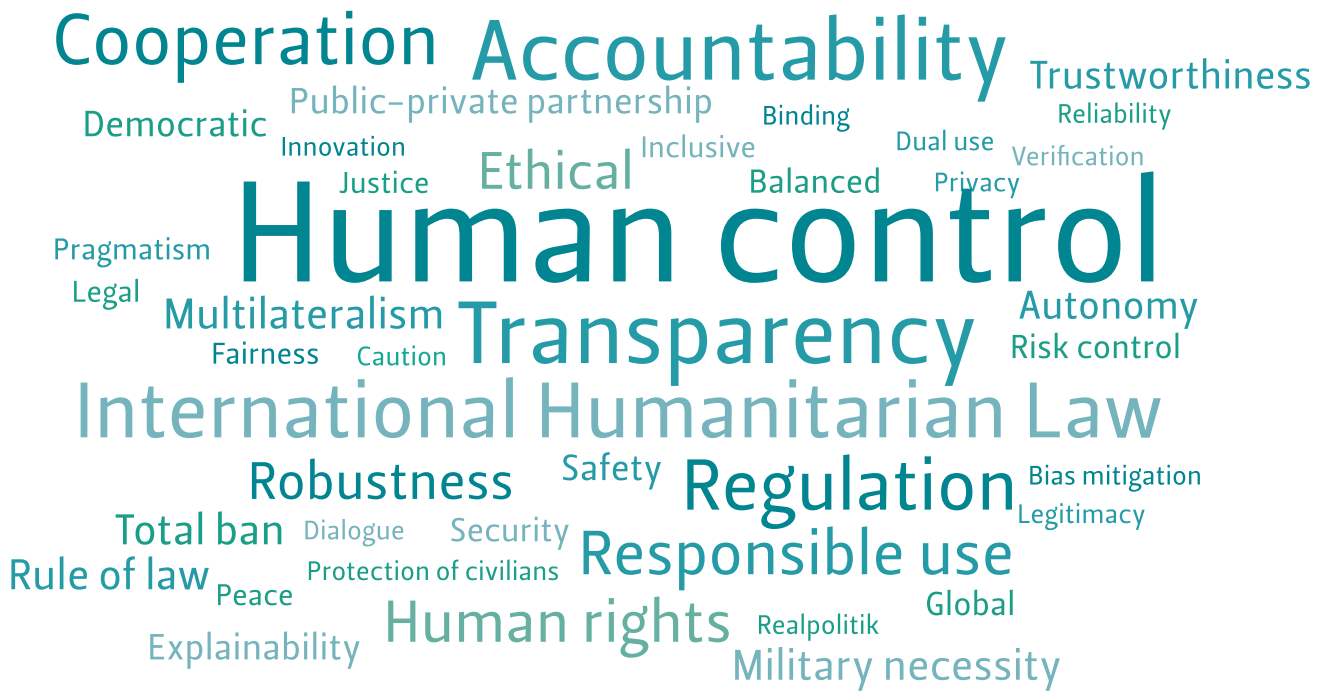 Cooperation
Accountability
Trustworthiness
Public–private partnership
Democratic
Binding
Reliability
Innovation
Ethical
Inclusive
Dual use
Verification
Justice
Balanced
Privacy
Human control
Pragmatism
Legal
Multilateralism
Transparency
Autonomy
Fairness
Caution
Risk control
International Humanitarian Law
Robustness
Safety
Regulation
Bias mitigation
Legitimacy
Total ban
Dialogue
Security
Responsible use
Rule of law
Protection of civilians
Peace
Human rights
Realpolitik
Global
Explainability
Military necessity